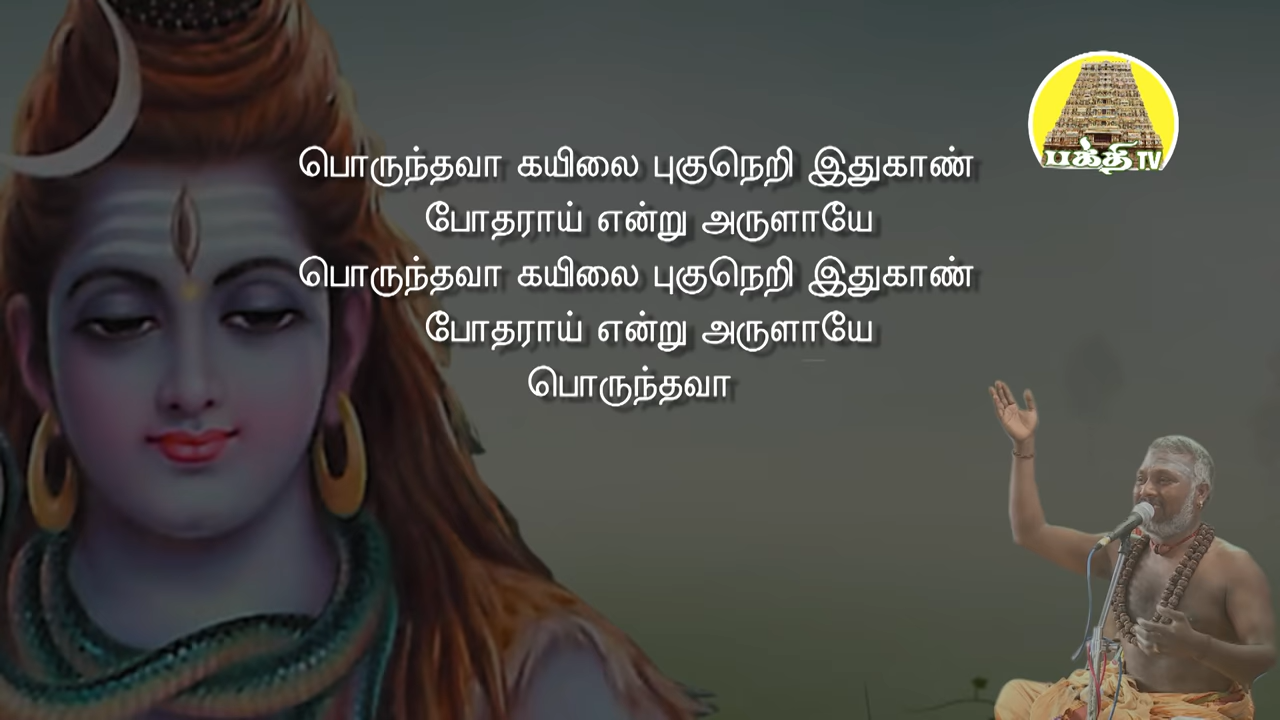 பக்தி TV
பொருந்தவா கயிலை புகுநெறி இதுகாண்
போதராய் என்று அருளாயே
பொருந்தவா கயிலை புகுநெறி இதுகாண்
போதராய் என்று அருளாயே
பொருந்தவா